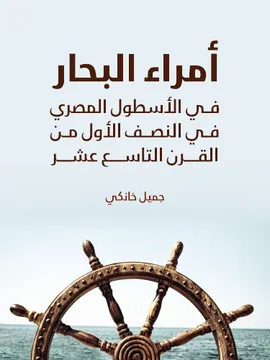 أمراء البحار
في الأسطول المصري
في النصف الأول من
القرن التاسع عشر
جميل خانكي